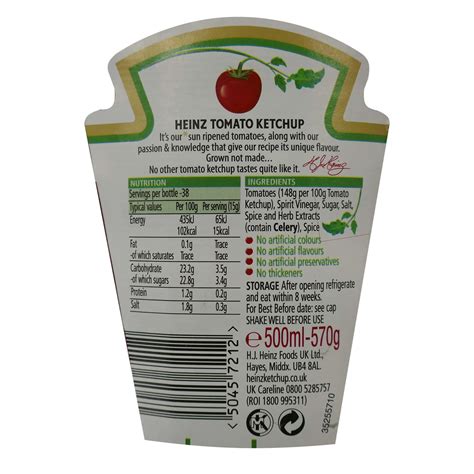 HEINZ TOMATO KETCHUP
It's our sun ripened tomatoes, along with our
passion & knowledge that give our recipe its unique flavour.
Grown not made...
No other tomato ketchup tastes quite like it.
NUTRITION
Servings per bottle -38
Typical values Per 100g Per serving (15g)
Energy 435kJ 65kJ
102kcal 15kcal
Fat 0.1g Trace
-of which saturates Trace Trace
Carbohydrate 23.2g 3.5g
-of which sugars 22.8g 3.4g
Protein 1.2g 0.2g
Salt 1.8g 0.3g
INGREDIENTS
Tomatoes (148g per 100g Tomato
Ketchup), Spirit Vinegar, Sugar, Salt,
Spice and Herb Extracts
(contain Celery), Spice
• No artificial colours
• No artificial flavours
• No artificial preservatives
• No thickeners
STORAGE After opening refrigerate
and eat within 8 weeks.
For Best Before date: see cap
SHAKE WELL BEFORE USE
e500ml-570g
H.J. Heinz Foods UK Ltd.,
Hayes, Middx. UB4 8AL.
heinzketchup.co.uk
UK Careline 0800 5285757
(ROI 1800 995311)
< 50457212 >
35255710